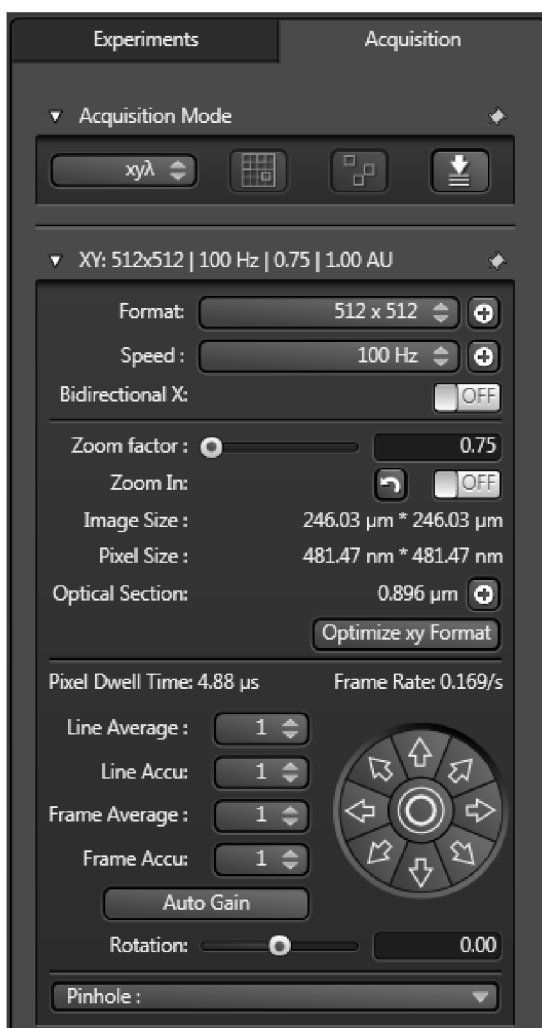 Experiments Acquisition
Acquisition Mode
xyλ
XY: 512x512 | 100 Hz | 0.75 | 1.00 AU
Format: 512 x 512
Speed : 100 Hz
Bidirectional X: OFF
Zoom factor : 0.75
Zoom In: OFF
Image Size : 246.03 µm * 246.03 µm
Pixel Size : 481.47 nm * 481.47 nm
Optical Section: 0.896 µm
Optimize xy Format
Pixel Dwell Time: 4.88 µs Frame Rate: 0.169/s
Line Average : 1
Line Accu: 1
Frame Average : 1
Frame Accu: 1
Auto Gain
Rotation: 0.00
Pinhole :